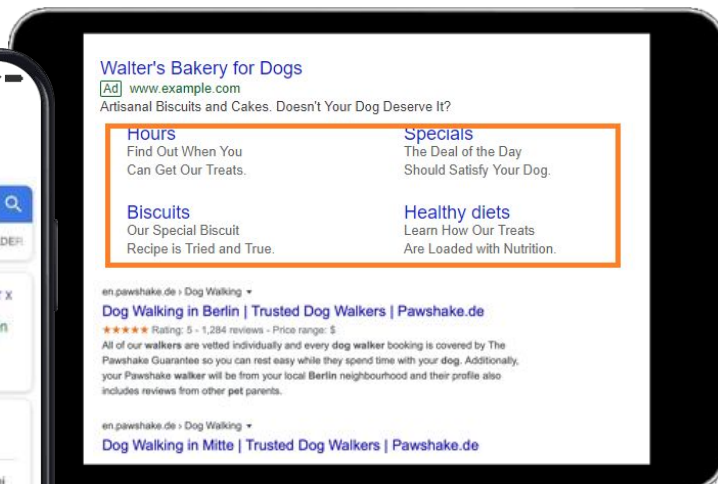 Walter's Bakery for Dogs
Ad www.example.com
Artisanal Biscuits and Cakes. Doesn't Your Dog Deserve It?
Hours
Find Out When You
Can Get Our Treats.
Specials
The Deal of the Day
Should Satisfy Your Dog.
Biscuits
Our Special Biscuit
Recipe is Tried and True.
Healthy diets
Learn How Our Treats
Are Loaded with Nutrition.
en.pawshake.de › Dog Walking
Dog Walking in Berlin | Trusted Dog Walkers | Pawshake.de
Rating: 5 - 1,284 reviews - Price range: $
All of our walkers are vetted individually and every dog walker booking is covered by The
Pawshake Guarantee so you can rest easy while they spend time with your dog. Additionally,
your Pawshake walker will be from your local Berlin neighbourhood and their profile also
includes reviews from other pet parents.
en.pawshake.de › Dog Walking
Dog Walking in Mitte | Trusted Dog Walkers | Pawshake.de